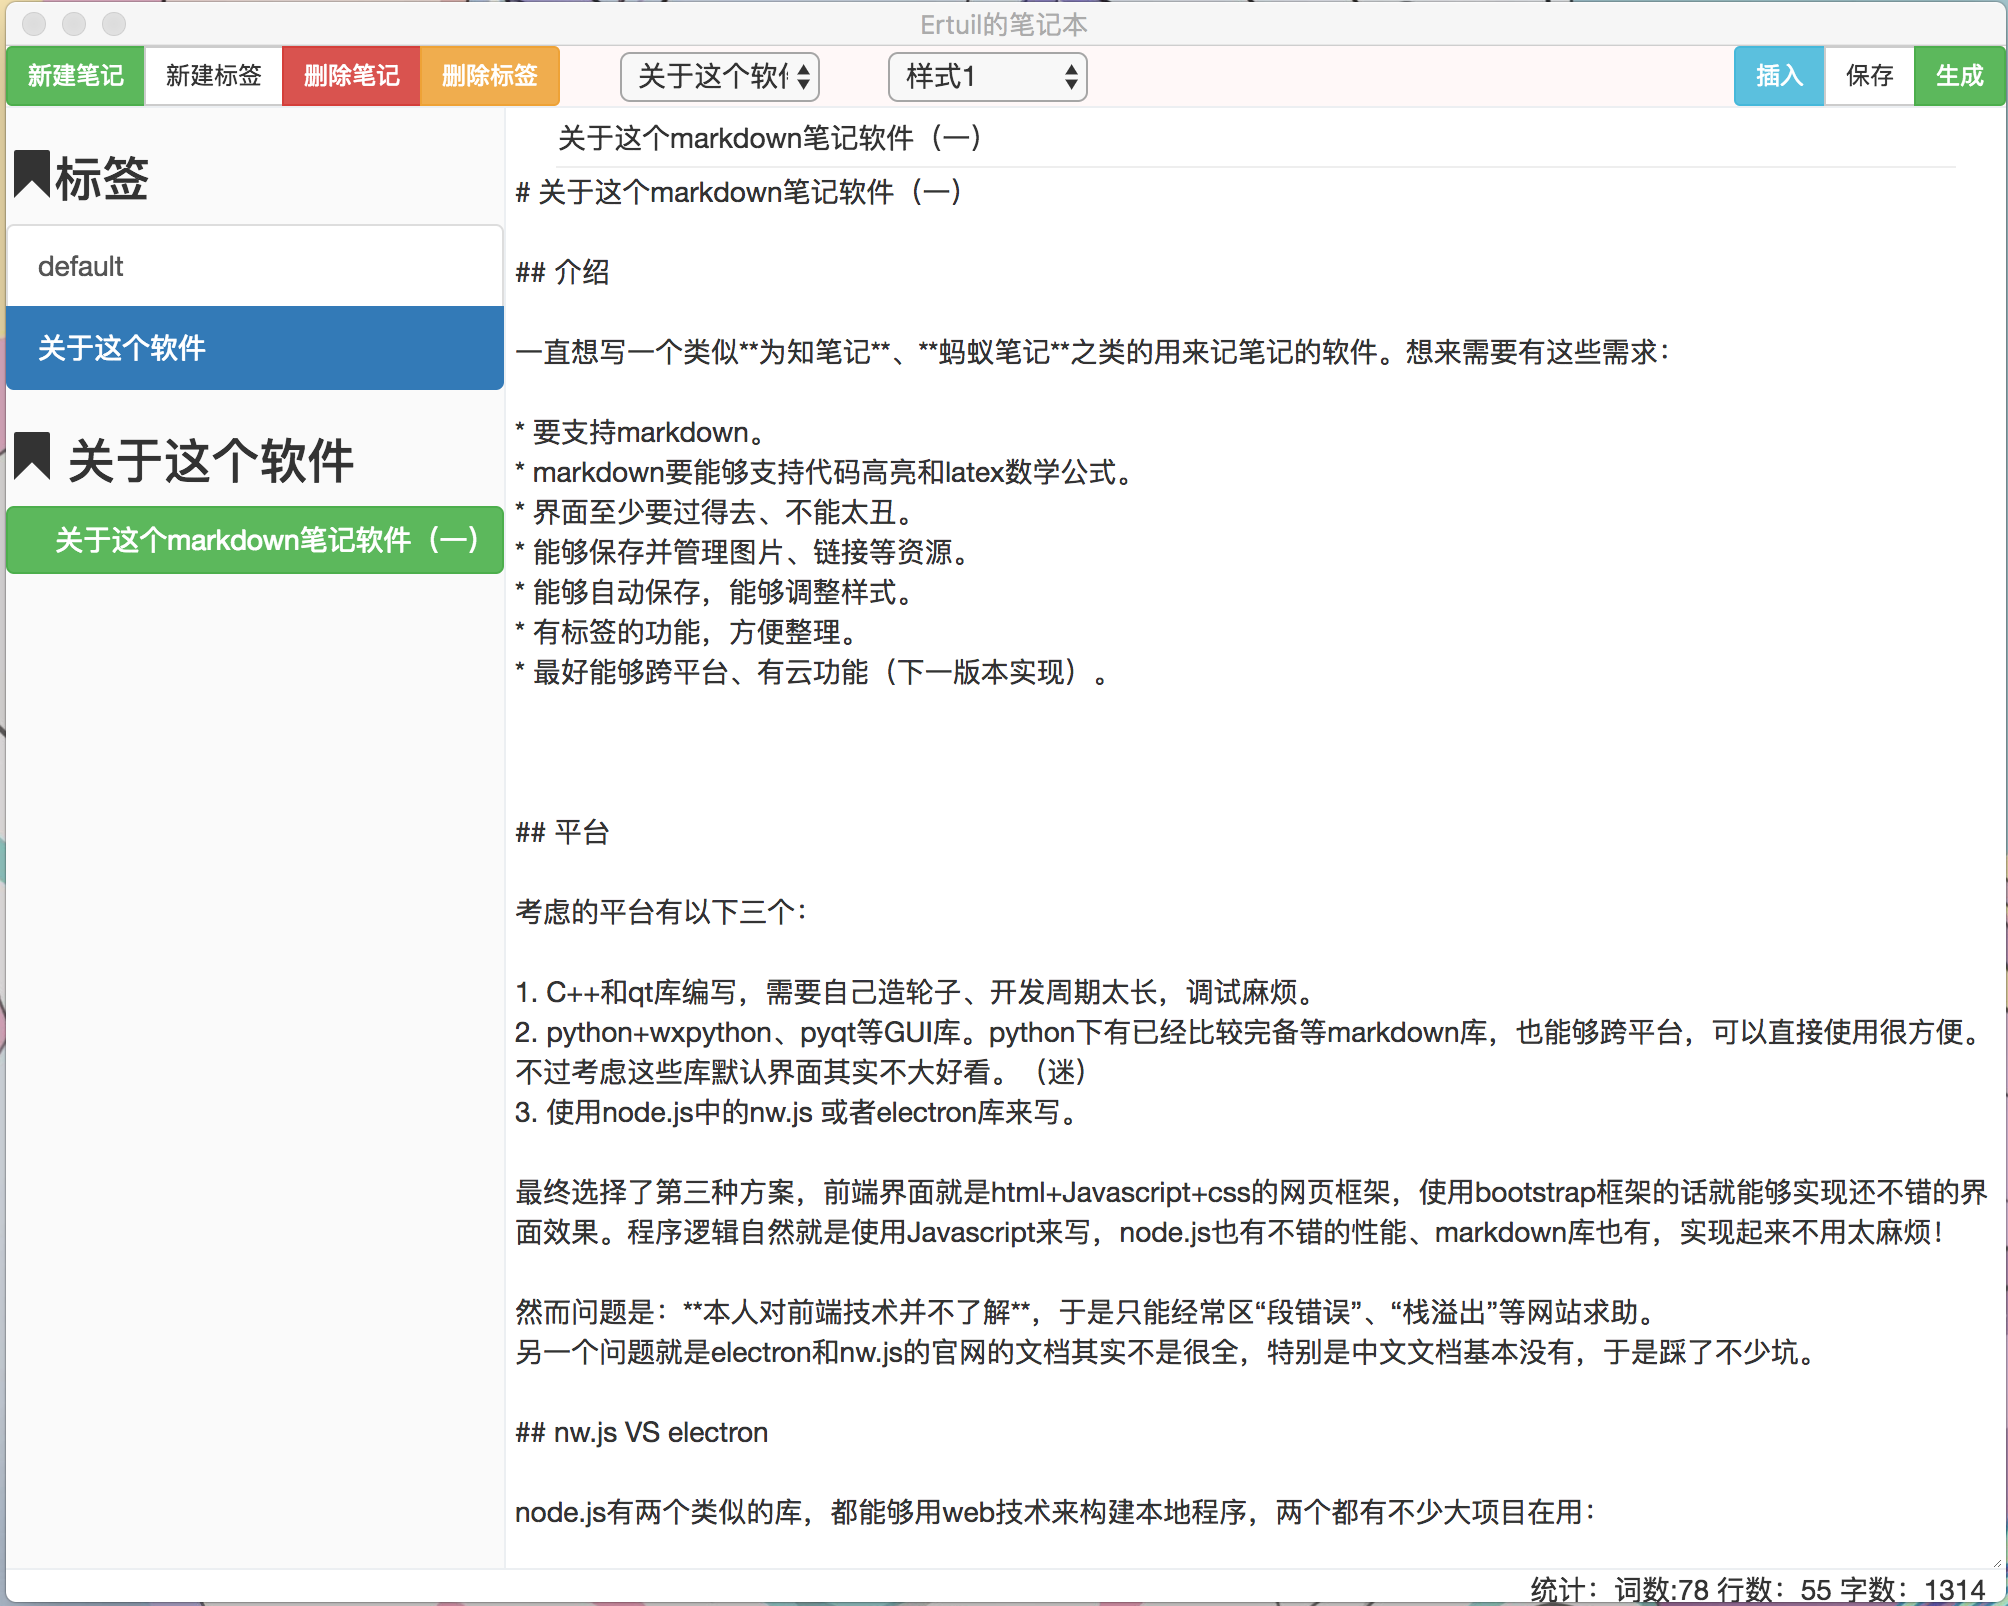 Ertuil的笔记本
新建笔记 新建标签 删除笔记 删除标签 关于这个软 样式1 插入 保存 生成
标签
default
关于这个软件
关于这个软件
关于这个markdown笔记软件（一）
关于这个markdown笔记软件（一）
# 关于这个markdown笔记软件（一）
## 介绍
一直想写一个类似**为知笔记**、**蚂蚁笔记**之类的用来记笔记的软件。想来需要有这些需求：
* 要支持markdown。
* markdown要能够支持代码高亮和latex数学公式。
* 界面至少要过得去、不能太丑。
* 能够保存并管理图片、链接等资源。
* 能够自动保存，能够调整样式。
* 有标签的功能，方便整理。
* 最好能够跨平台、有云功能（下一版本实现）。
## 平台
考虑的平台有以下三个：
1. C++和qt库编写，需要自己造轮子、开发周期太长，调试麻烦。
2. python+wxpython、pyqt等GUI库。python下有已经比较完备等markdown库，也能够跨平台，可以直接使用很方便。
不过考虑这些库默认界面其实不大好看。（迷）
3. 使用node.js中的nw.js 或者electron库来写。
最终选择了第三种方案，前端界面就是html+Javascript+css的网页框架，使用bootstrap框架的话就能够实现还不错的界
面效果。程序逻辑自然就是使用Javascript来写，node.js也有不错的性能、markdown库也有，实现起来不用太麻烦！
然而问题是：**本人对前端技术并不了解**，于是只能经常区“段错误”、“栈溢出”等网站求助。
另一个问题就是electron和nw.js的官网的文档其实不是很全，特别是中文文档基本没有，于是踩了不少坑。
## nw.js VS electron
node.js有两个类似的库，都能够用web技术来构建本地程序，两个都有不少大项目在用：
统计：词数:78 行数：55 字数：1314